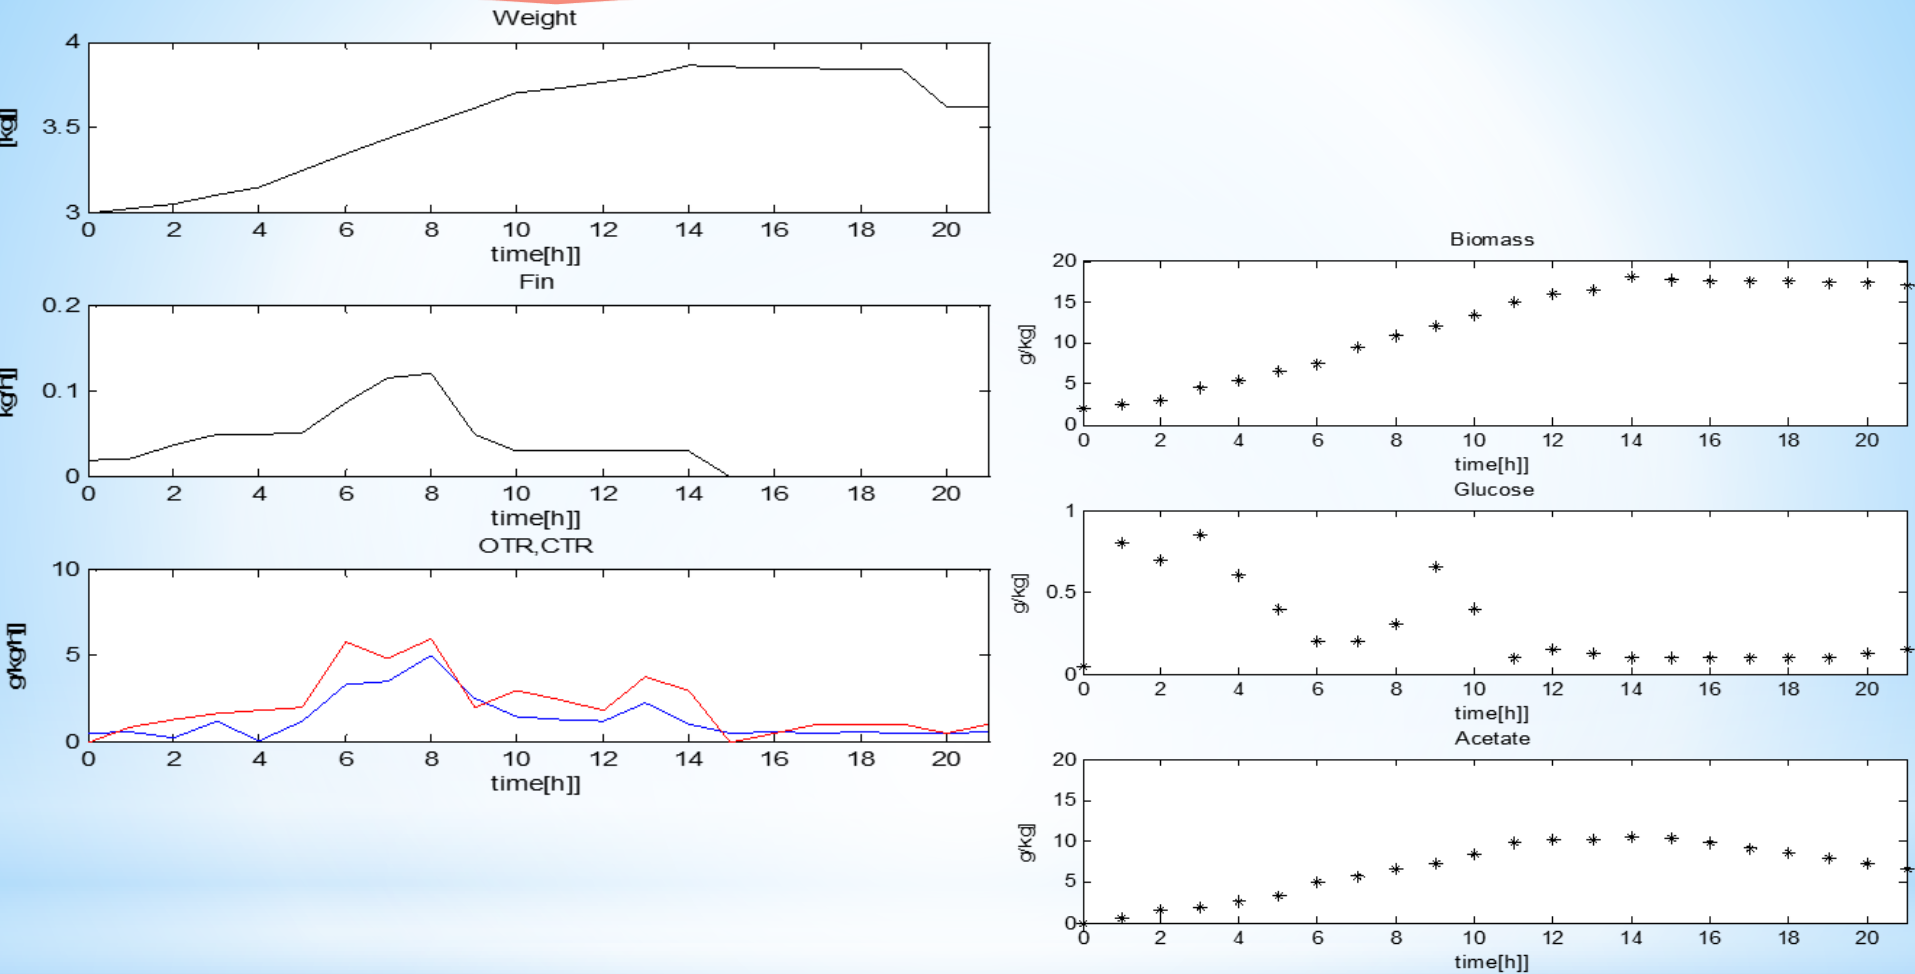 Weight
4
3.5
3
[kg]]
0 2 4 6 8 10 12 14 16 18 20
time[h]]
Fin
0.2
0.1
0
kg/h]]
0 2 4 6 8 10 12 14 16 18 20
time[h]]
OTR,CTR
10
5
0
g/kg/h]]
0 2 4 6 8 10 12 14 16 18 20
time[h]]
Biomass
20
15
10
5
0
g/kg]
0 2 4 6 8 10 12 14 16 18 20
time[h]]
Glucose
1
0.5
0
g/kg]
0 2 4 6 8 10 12 14 16 18 20
time[h]]
Acetate
20
15
10
5
0
g/kg]
0 2 4 6 8 10 12 14 16 18 20
time[h]]